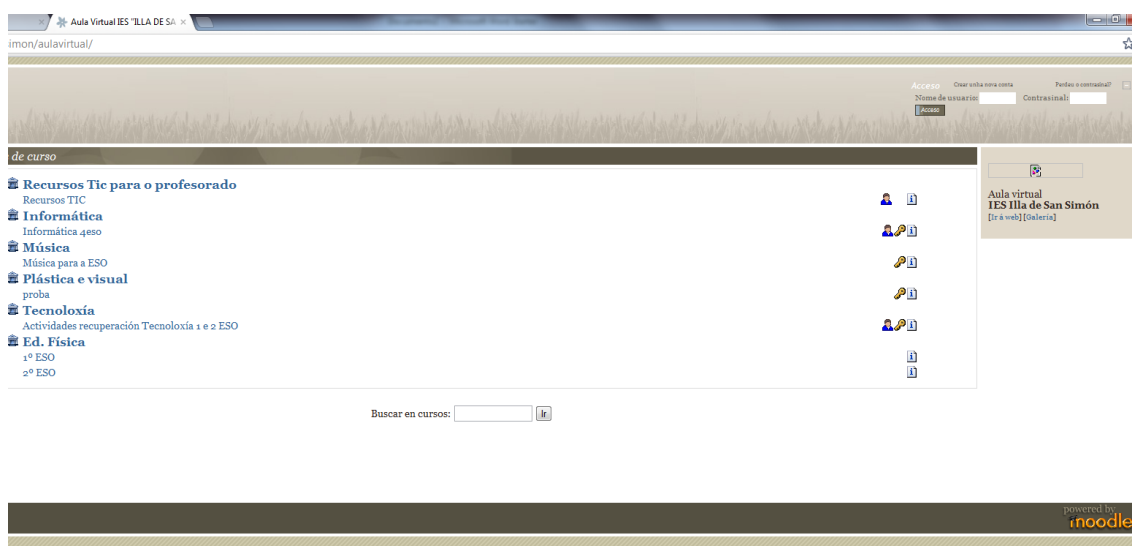 Aula Virtual IES "ILLA DE SA
imon/aulavirtual/
Acceso Crear unha nova conta Perdeu o contrasinal?
Nome de usuario: Contrasinal:
Acceso
de curso
Recursos Tic para o profesorado
Recursos TIC
Informática
Informática 4eso
Música
Música para a ESO
Plástica e visual
proba
Tecnoloxía
Actividades recuperación Tecnoloxía 1 e 2 ESO
Ed. Física
1º ESO
2º ESO
Aula virtual
IES Illa de San Simón
[Ir á web] [Galería]
Buscar en cursos: Ir
powered by
moodle